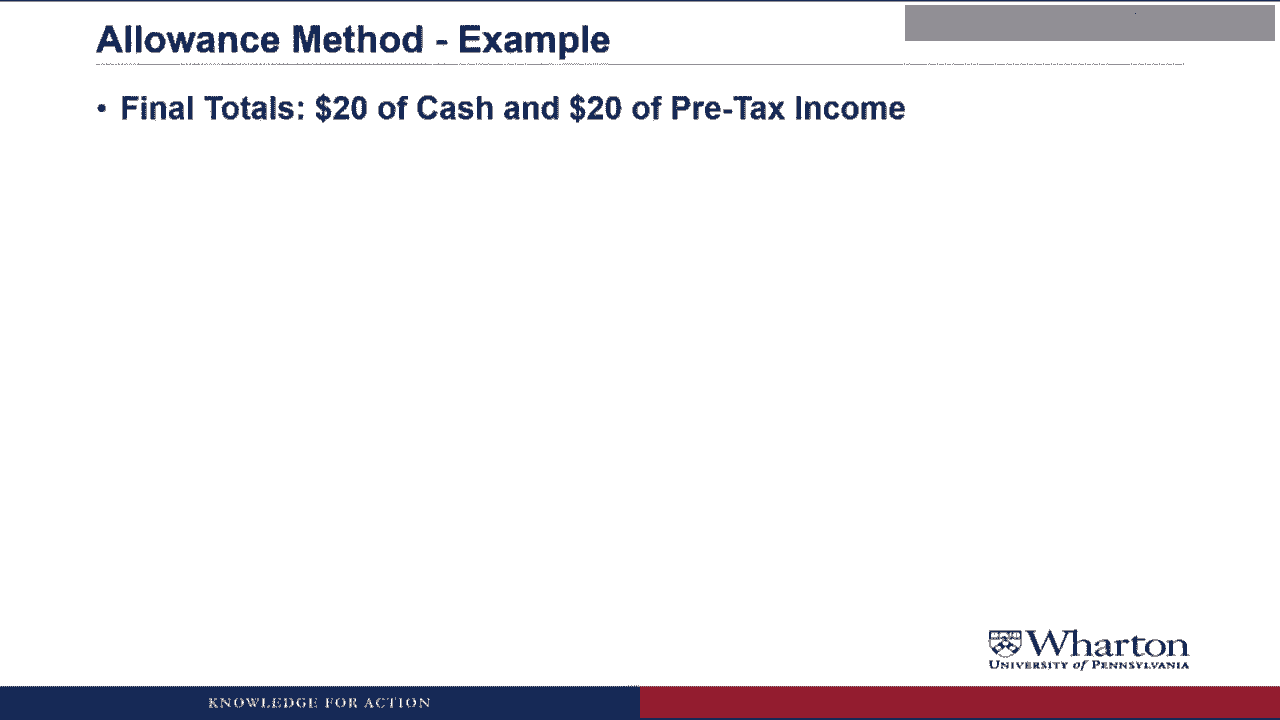 Allowance Method - Example
• Final Totals: $20 of Cash and $20 of Pre-Tax Income
Wharton
UNIVERSITY of PENNSYLVANIA
KNOWLEDGE FOR ACTION